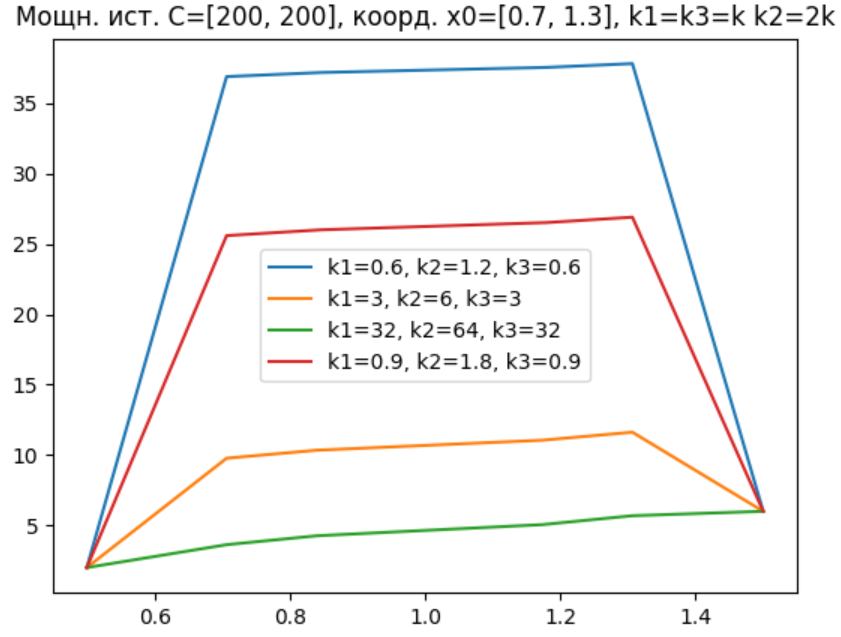 Мощн. ист. C=[200, 200], коорд. x0=[0.7, 1.3], k1=k3=k k2=2k
35
30
25
20
15
10
5
k1=0.6, k2=1.2, k3=0.6
k1=3, k2=6, k3=3
k1=32, k2=64, k3=32
k1=0.9, k2=1.8, k3=0.9
0.6 0.8 1.0 1.2 1.4